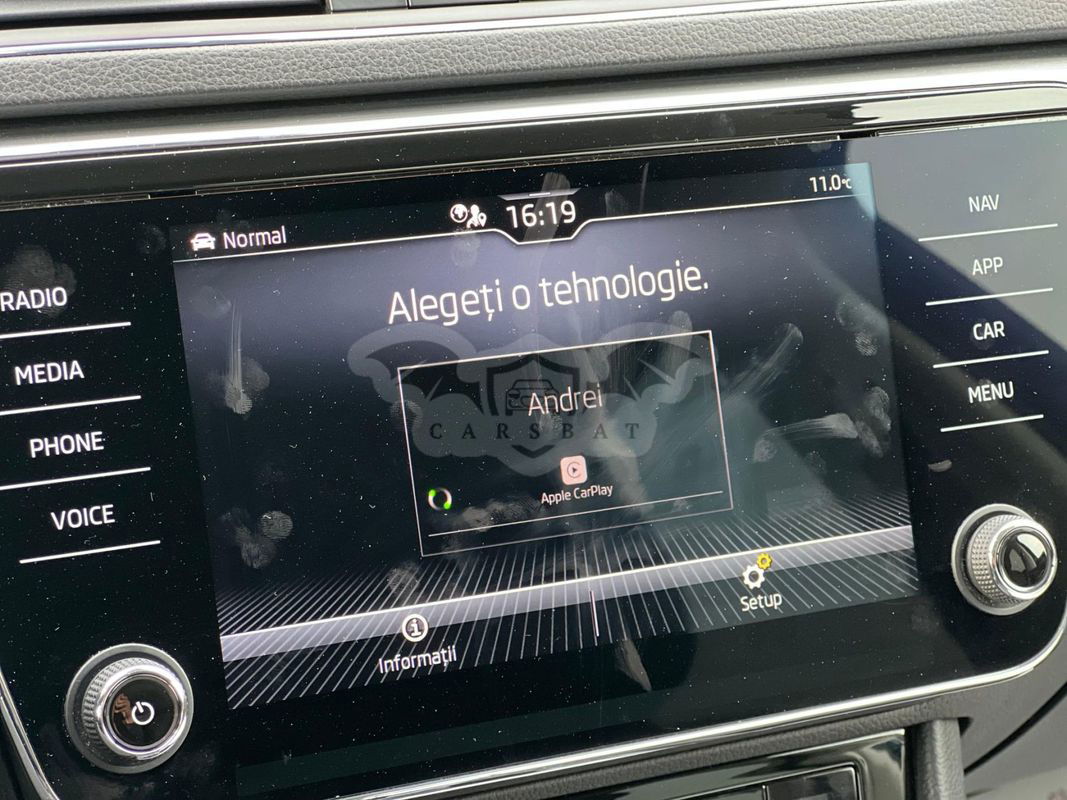 Normal
16:19
11.0°C
Alegeți o tehnologie.
Andrei
CARSBAT
Apple CarPlay
Informații
Setup
RADIO
MEDIA
PHONE
VOICE
NAV
APP
CAR
MENU